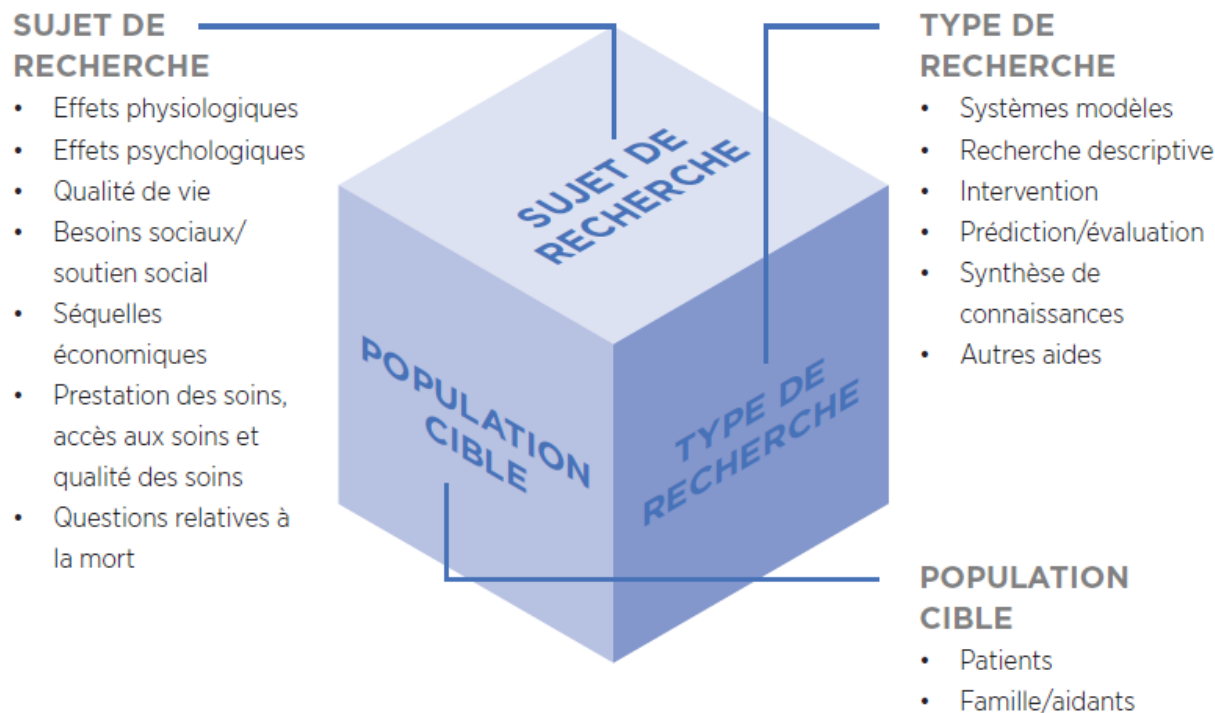 SUJET DE
RECHERCHE
• Effets physiologiques
• Effets psychologiques
• Qualité de vie
• Besoins sociaux/
soutien social
• Séquelles
économiques
• Prestation des soins,
accès aux soins et
qualité des soins
• Questions relatives à
la mort
SUJET DE
RECHERCHE
POPULATION
CIBLE
TYPE DE
RECHERCHE
TYPE DE
RECHERCHE
• Systèmes modèles
• Recherche descriptive
• Intervention
• Prédiction/évaluation
• Synthèse de
connaissances
• Autres aides
POPULATION
CIBLE
• Patients
• Famille/aidants